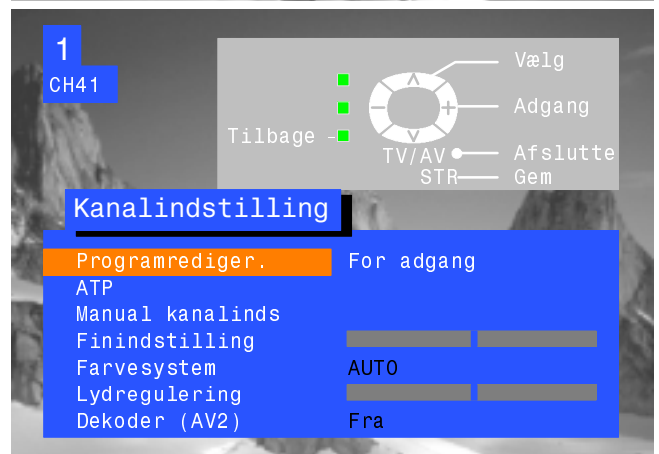 1
CH41
Vælg
Adgang
Tilbage
TV/AV Afslutte
STR Gem
Kanalindstilling
Programrediger. For adgang
ATP
Manual kanalinds
Finindstilling
Farvesystem AUTO
Lydregulering
Dekoder (AV2) Fra